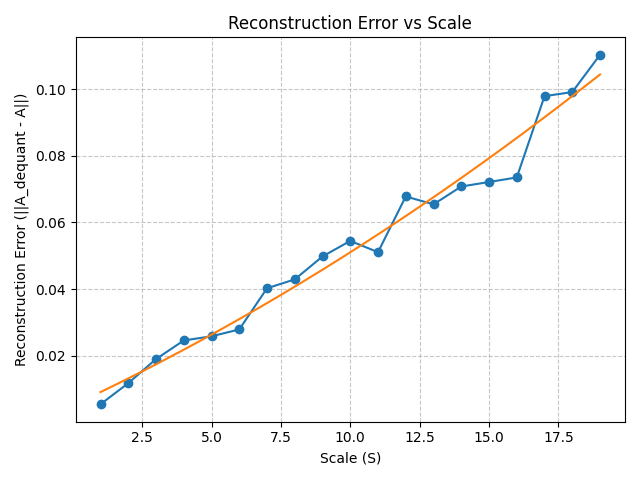 Reconstruction Error vs Scale
Reconstruction Error (||A_dequant - A||)
0.10
0.08
0.06
0.04
0.02
2.5 5.0 7.5 10.0 12.5 15.0 17.5
Scale (S)